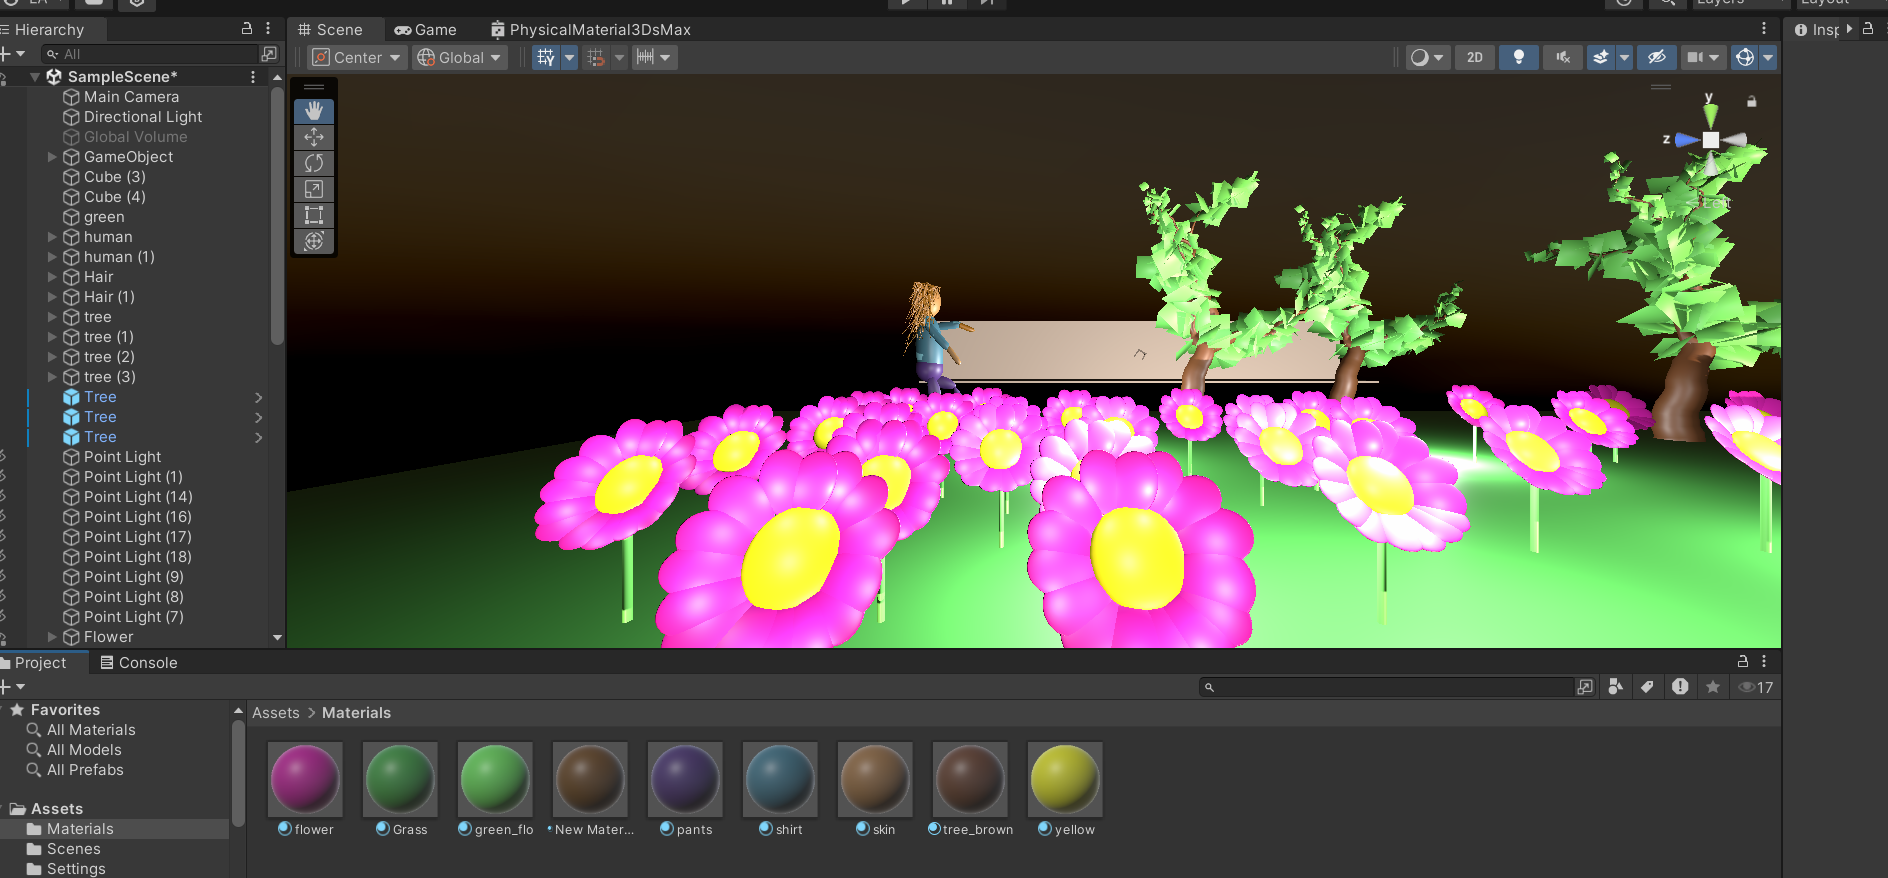 Layers
Layout
Hierarchy
Scene
Game
PhysicalMaterial3DsMax
Insp
All
Center
Global
2D
SampleScene*
Main Camera
Directional Light
Global Volume
GameObject
Cube (3)
Cube (4)
green
human
human (1)
Hair
Hair (1)
tree
tree (1)
tree (2)
tree (3)
Tree
Tree
Tree
Point Light
Point Light (1)
Point Light (14)
Point Light (16)
Point Light (17)
Point Light (18)
Point Light (9)
Point Light (8)
Point Light (7)
Flower
y
z
Left
Project
Console
17
Favorites
All Materials
All Models
All Prefabs
Assets
Materials
Scenes
Settings
Assets > Materials
flower
Grass
green_flo
New Mater...
pants
shirt
skin
tree_brown
yellow